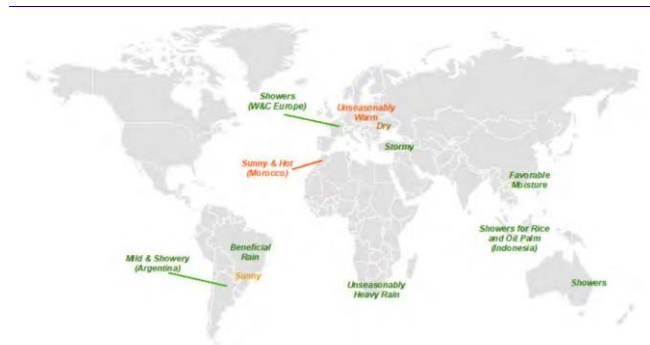 Showers
(W&C Europe)
Unseasonably
Warm
Dry
Stormy
Sunny & Hot
(Morocco)
Favorable
Moisture
Showers for Rice
and Oil Palm
(Indonesia)
Beneficial
Rain
Mild & Showery
(Argentina)
Sunny
Unseasonably
Heavy Rain
Showers